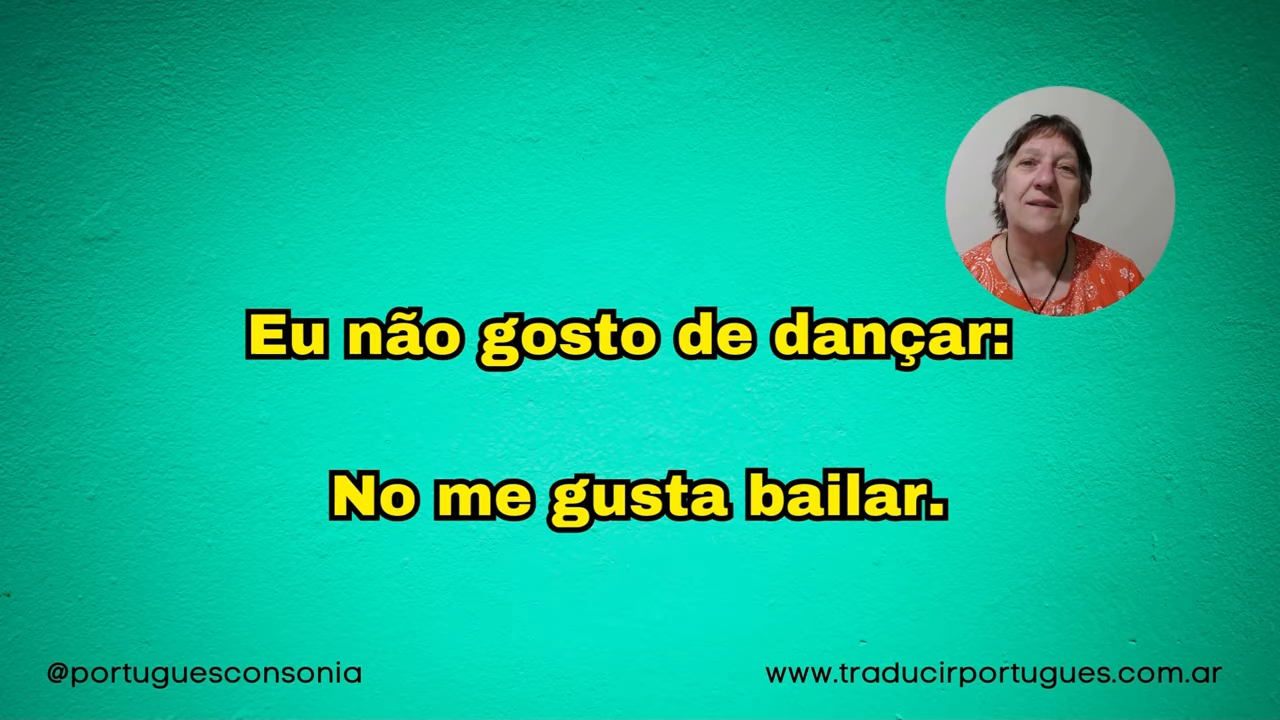 Eu não gosto de dançar:
No me gusta bailar.
@portuguesconsonia
www.traducirportugues.com.ar